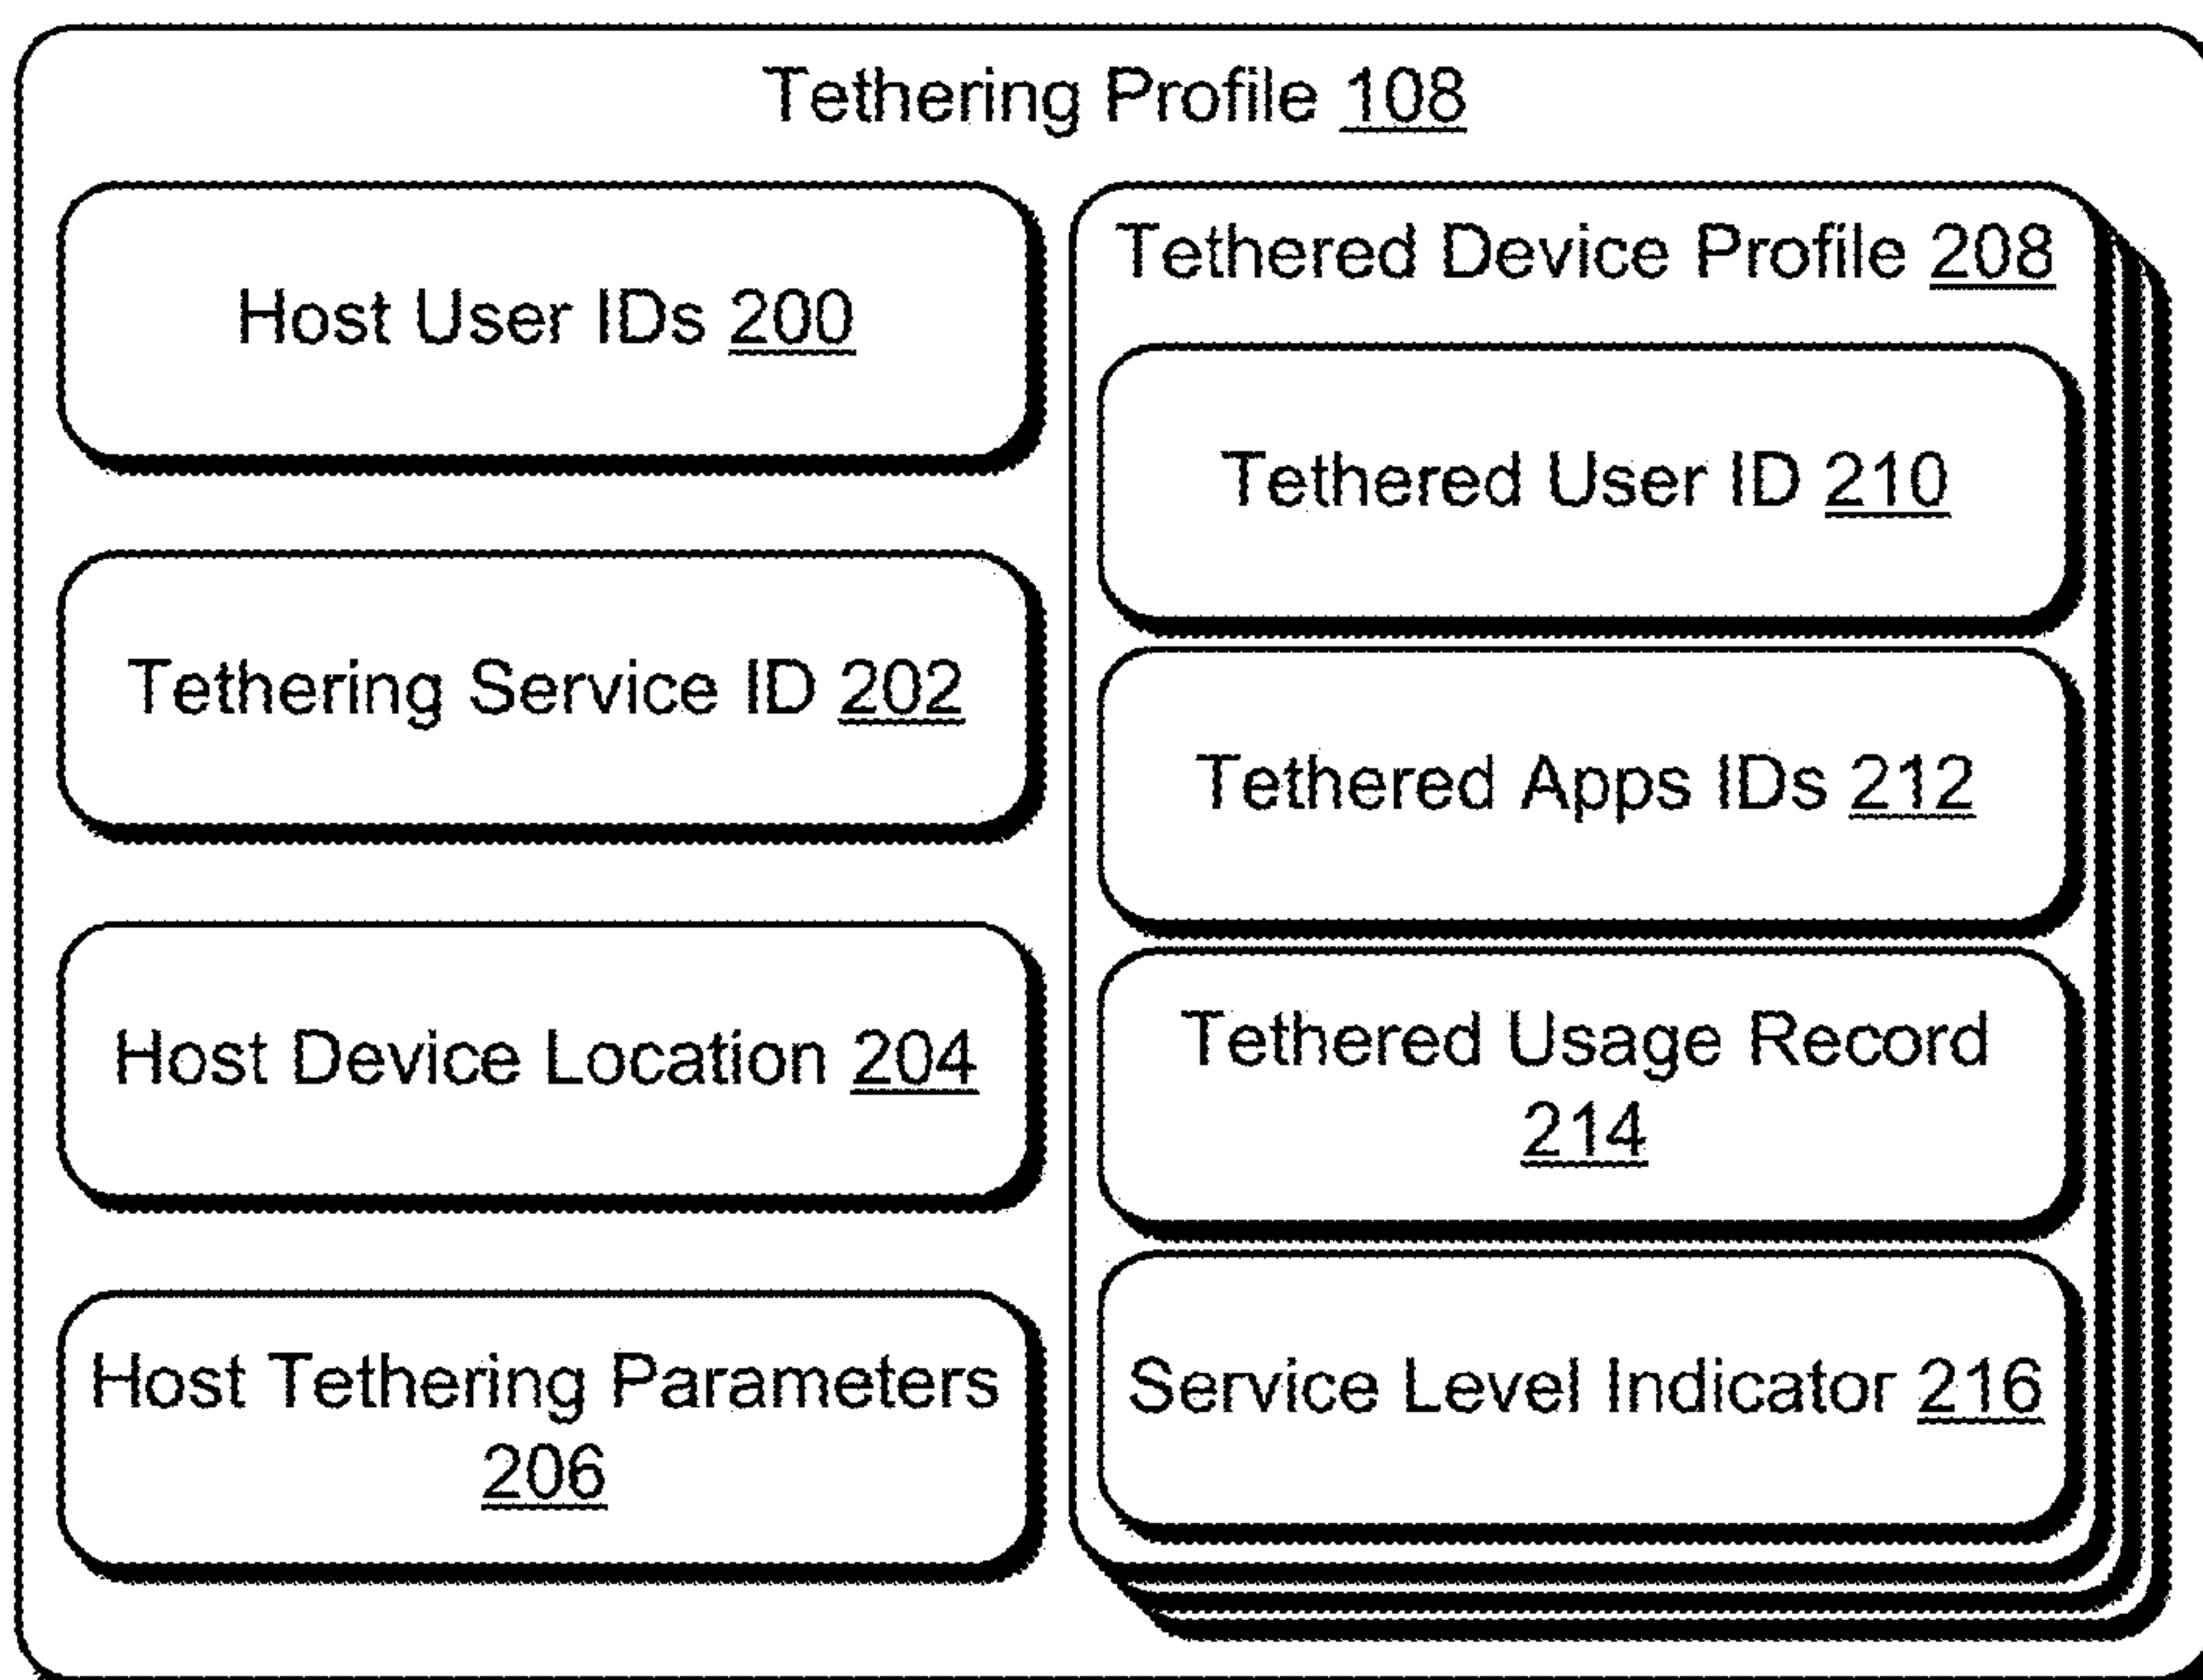 Tethering Profile 108
Host User IDs 200
Tethering Service ID 202
Host Device Location 204
Host Tethering Parameters
206
Tethered Device Profile 208
Tethered User ID 210
Tethered Apps IDs 212
Tethered Usage Record
214
Service Level Indicator 216